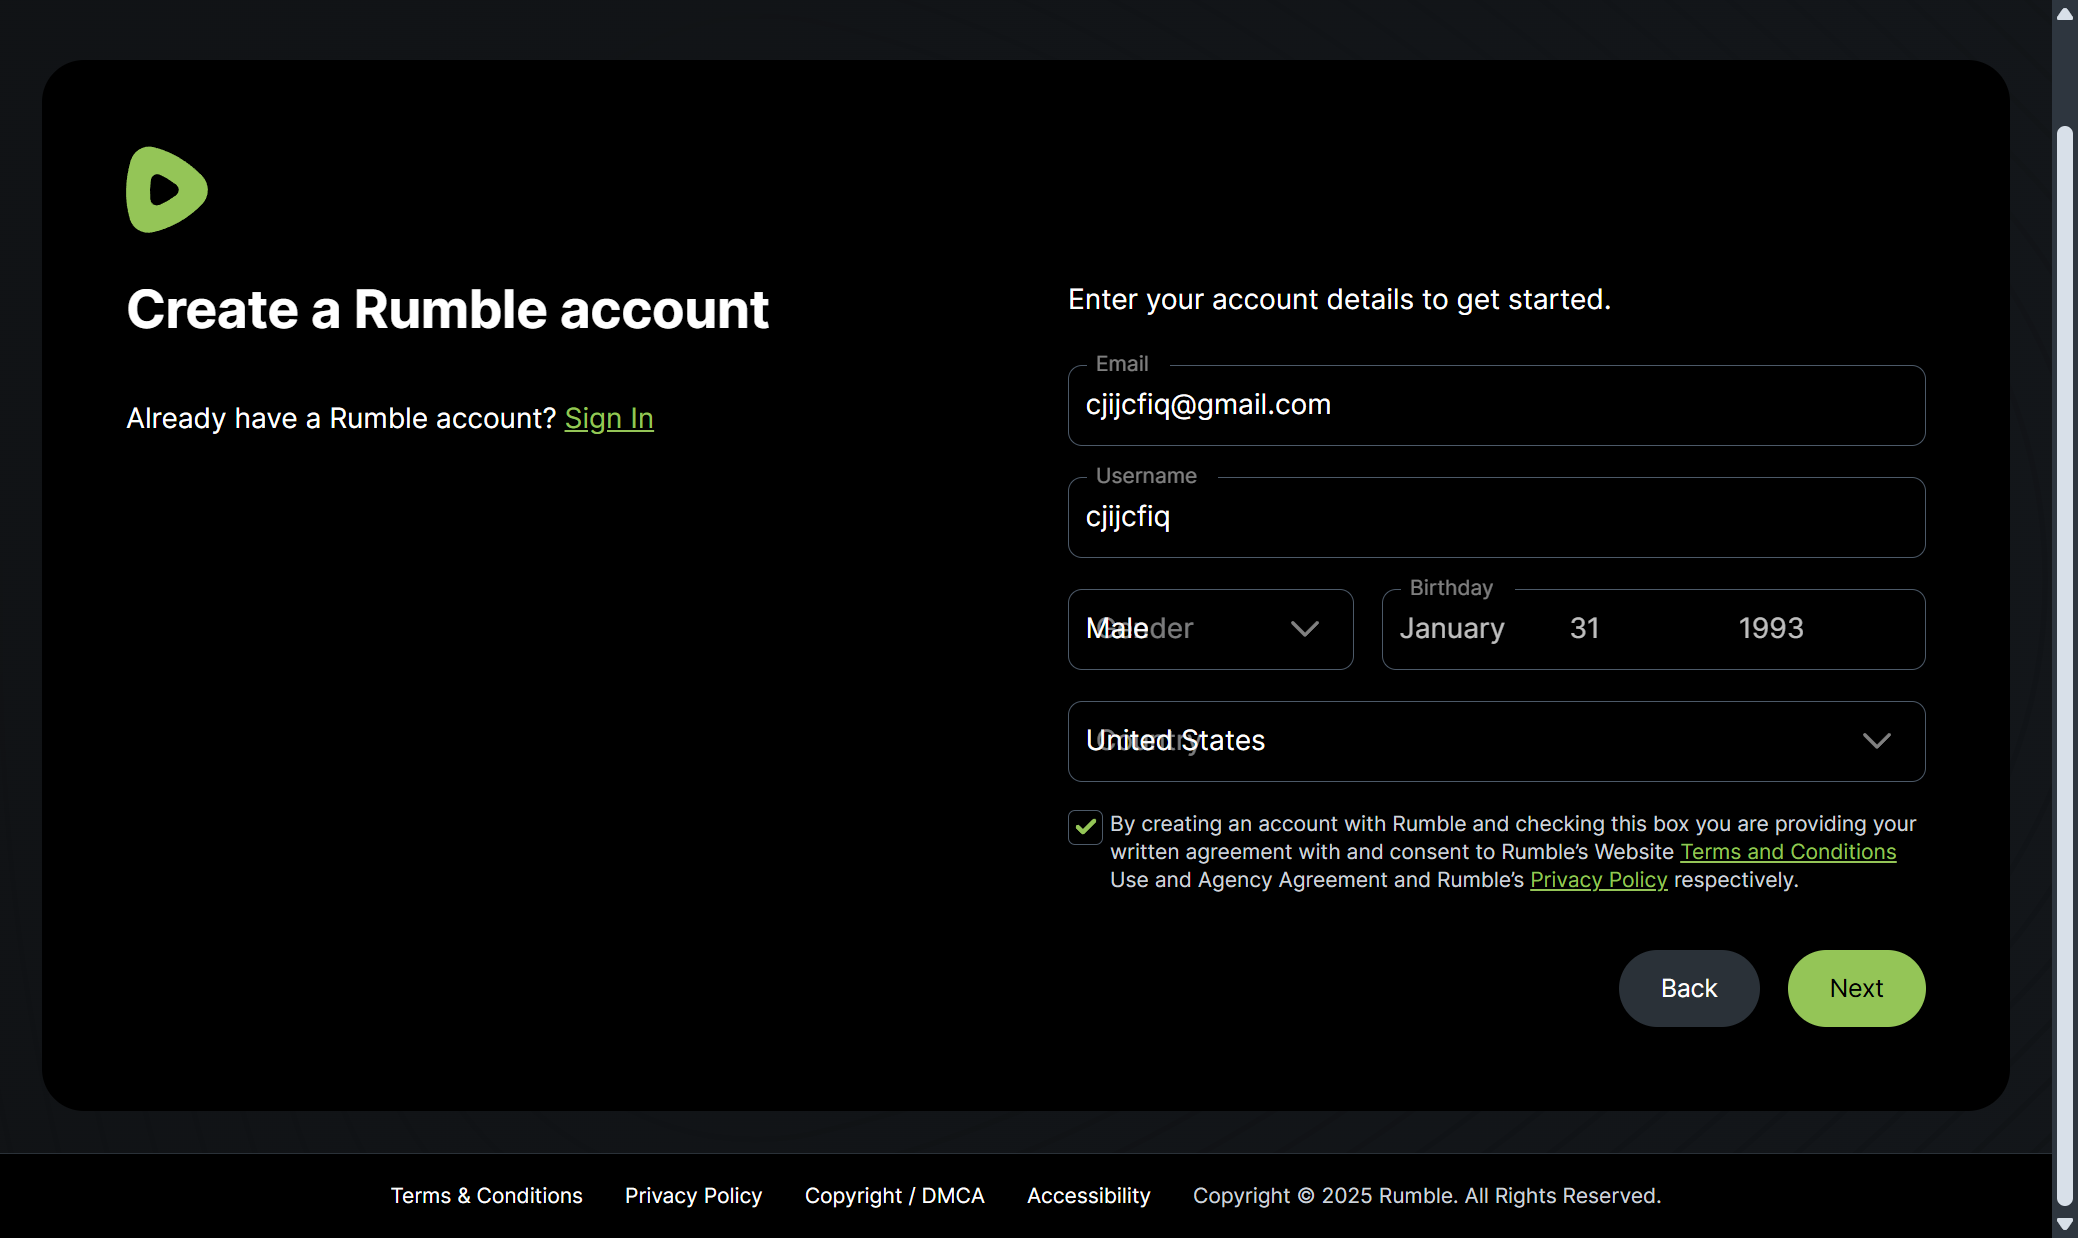 Create a Rumble account
Already have a Rumble account? Sign In
Enter your account details to get started.
Email
cjijcfiq@gmail.com
Username
cjijcfiq
Gender
Male
Birthday
January 31 1993
Country
United States
By creating an account with Rumble and checking this box you are providing your
written agreement with and consent to Rumble’s Website Terms and Conditions
Use and Agency Agreement and Rumble’s Privacy Policy respectively.
Back Next
Terms & Conditions Privacy Policy Copyright / DMCA Accessibility Copyright © 2025 Rumble. All Rights Reserved.